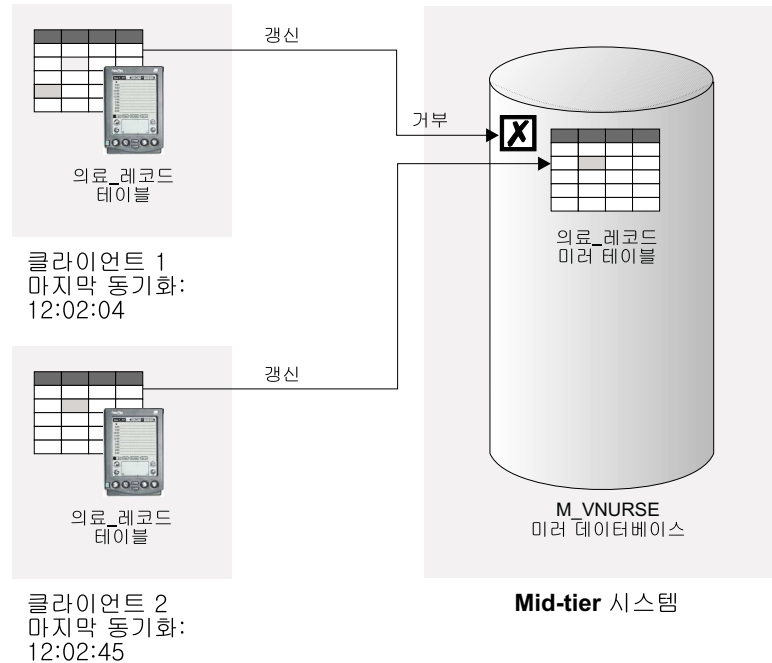 갱신
거부
의료_레코드
테이블
의료_레코드
미러 테이블
클라이언트 1
마지막 동기화:
12:02:04
갱신
의료_레코드
테이블
M_VNURSE
미러 데이터베이스
클라이언트 2
마지막 동기화:
12:02:45
Mid-tier 시스템